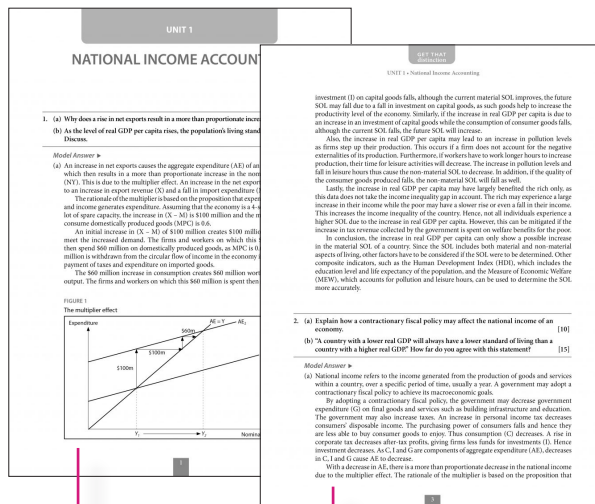 UNIT 1
NATIONAL INCOME ACCOUN
1. (a) Why does a rise in net exports result in a more than proportionate incre
(b) As the level of real GDP per capita rises, the population's living stand
Discuss.
Model Answer ▶
(a) An increase in net exports causes the aggregate expenditure (AE) of an
which then results in a more than proportionate increase in the nom
(NY). This is due to the multiplier effect. An increase in the net export
to an increase in export revenue (X) and a fall in import expenditure (
The rationale of the multiplier is based on the proposition that expen
and income generates expenditure. Assuming that the economy is a 4-s
lot of spare capacity, the increase in (X – M) is $100 million and the m
consume domestically produced goods (MPC) is 0.6.
An initial increase in (X – M) of $100 million creates $100 million
meet the increased demand. The firms and workers on which this $
then spend $60 million on domestically produced goods, as MPC is 0.
million is withdrawn from the circular flow of income in the economy i
payment of taxes and expenditure on imported goods.
The $60 million increase in consumption creates $60 million wort
output. The firms and workers on which this $60 million is spent then
FIGURE 1
The multiplier effect
Expenditure
AE = Y
AE₂
$60m
$100m
$100m
Y₁
Y₂
Nomina
1
GET THAT
distinction
UNIT 1 • National Income Accounting
investment (I) on capital goods falls, although the current material SOL improves, the future
SOL may fall due to a fall in investment on capital goods, as such goods help to increase the
productivity level of the economy. Similarly, if the increase in real GDP per capita is due to
an increase in an investment of capital goods while the consumption of consumer goods falls,
although the current SOL falls, the future SOL will increase.
Also, the increase in real GDP per capita may lead to an increase in pollution levels
as firms step up their production. This occurs if a firm does not account for the negative
externalities of its production. Furthermore, if workers have to work longer hours to increase
production, their time for leisure activities will decrease. The increase in pollution levels and
fall in leisure hours thus cause the non-material SOL to decrease. In addition, if the quality of
the consumer goods produced falls, the non-material SOL will fall as well.
Lastly, the increase in real GDP per capita may have largely benefited the rich only, as
this data does not take the income inequality gap in account. The rich may experience a large
increase in their income while the poor may have a slower rise or even a fall in their income.
This increases the income inequality of the country. Hence, not all individuals experience a
higher SOL due to the increase in real GDP per capita. However, this can be mitigated if the
increase in tax revenue collected by the government is spent on welfare benefits for the poor.
In conclusion, the increase in real GDP per capita can only show a possible increase
in the material SOL of a country. Since the SOL includes both material and non-material
aspects of living, other factors have to be considered if the SOL were to be determined. Other
composite indicators, such as the Human Development Index (HDI), which includes the
education level and life expectancy of the population, and the Measure of Economic Welfare
(MEW), which accounts for pollution and leisure hours, can be used to determine the SOL
more accurately.
2. (a) Explain how a contractionary fiscal policy may affect the national income of an
economy. [10]
(b) "A country with a lower real GDP will always have a lower standard of living than a
country with a higher real GDP." How far do you agree with this statement? [15]
Model Answer ▶
(a) National income refers to the income generated from the production of goods and services
within a country, over a specific period of time, usually a year. A government may adopt a
contractionary fiscal policy to achieve its macroeconomic goals.
By adopting a contractionary fiscal policy, the government may decrease government
expenditure (G) on final goods and services such as building infrastructure and education.
The government may also increase taxes. An increase in personal income tax decreases
consumers' disposable income. The purchasing power of consumers falls and hence they
are less able to buy consumer goods to enjoy. Thus consumption (C) decreases. A rise in
corporate tax decreases after-tax profits, giving firms less funds for investments (I). Hence
investment decreases. As C, I and G are components of aggregate expenditure (AE), decreases
in C, I and G cause AE to decrease.
With a decrease in AE, there is a more than proportionate decrease in the national income
due to the multiplier effect. The rationale of the multiplier is based on the proposition that
3